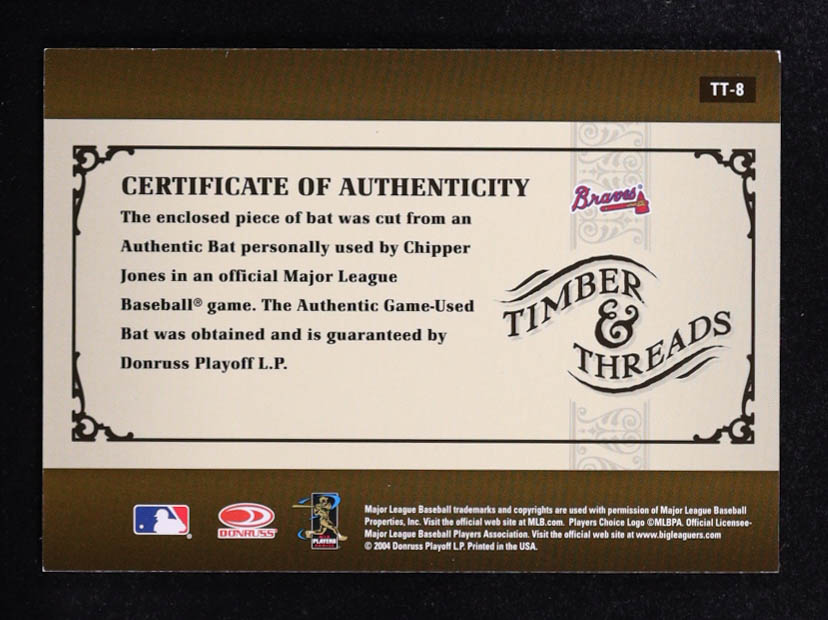 TT-8
CERTIFICATE OF AUTHENTICITY
The enclosed piece of bat was cut from an
Authentic Bat personally used by Chipper
Jones in an official Major League
Baseball® game. The Authentic Game-Used
Bat was obtained and is guaranteed by
Donruss Playoff L.P.
Braves
TIMBER
&
THREADS
DONRUSS
PLAYERS
CHOICE
Major League Baseball trademarks and copyrights are used with permission of Major League Baseball
Properties, Inc. Visit the official web site at MLB.com. Players Choice Logo ©MLBPA. Official Licensee-
Major League Baseball Players Association. Visit the official web site at www.bigleaguers.com
© 2004 Donruss Playoff L.P. Printed in the USA.